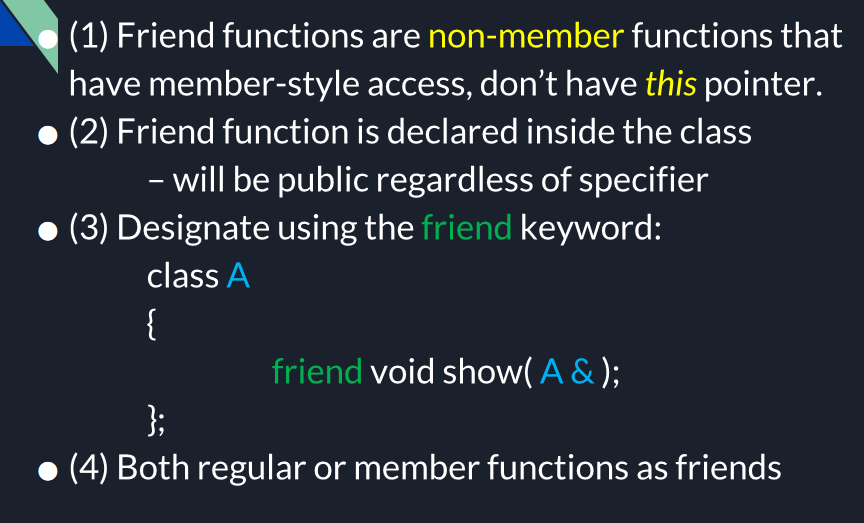 ● (1) Friend functions are non-member functions that
have member-style access, don’t have this pointer.
● (2) Friend function is declared inside the class
– will be public regardless of specifier
● (3) Designate using the friend keyword:
class A
{
friend void show( A & );
};
● (4) Both regular or member functions as friends